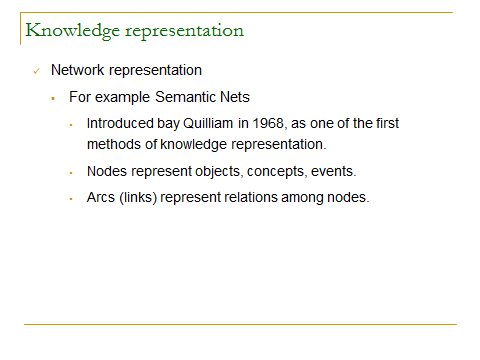 Knowledge representation
Network representation
For example Semantic Nets
Introduced bay Quilliam in 1968, as one of the first
methods of knowledge representation.
Nodes represent objects, concepts, events.
Arcs (links) represent relations among nodes.